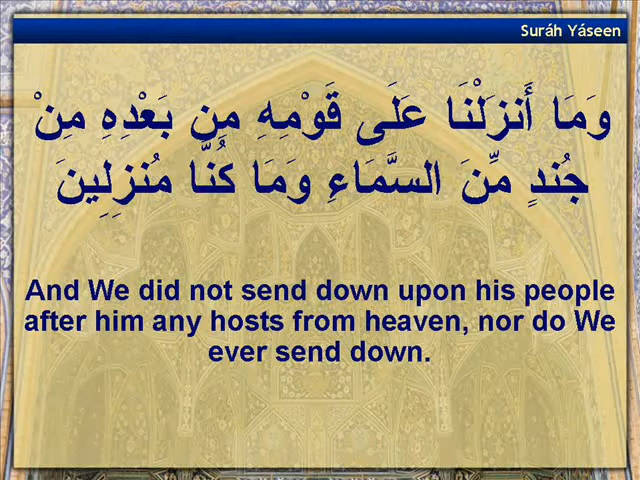 Suráh Yáseen
وَمَا أَنزَلْنَا عَلَى قَوْمِهِ مِن بَعْدِهِ مِنْ
جُندٍ مِّنَ السَّمَاءِ وَمَا كُنَّا مُنزِلِينَ
And We did not send down upon his people
after him any hosts from heaven, nor do We
ever send down.